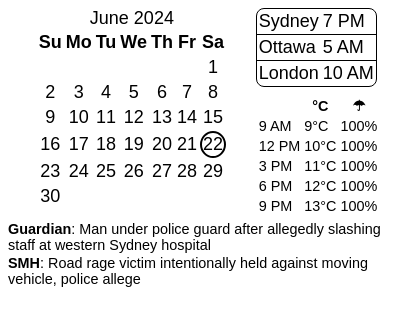 June 2024
Su Mo Tu We Th Fr Sa
1
2 3 4 5 6 7 8
9 10 11 12 13 14 15
16 17 18 19 20 21 22
23 24 25 26 27 28 29
30
Sydney 7 PM
Ottawa 5 AM
London 10 AM
°C ☂
9 AM 9°C 100%
12 PM 10°C 100%
3 PM 11°C 100%
6 PM 12°C 100%
9 PM 13°C 100%
Guardian: Man under police guard after allegedly slashing
staff at western Sydney hospital
SMH: Road rage victim intentionally held against moving
vehicle, police allege